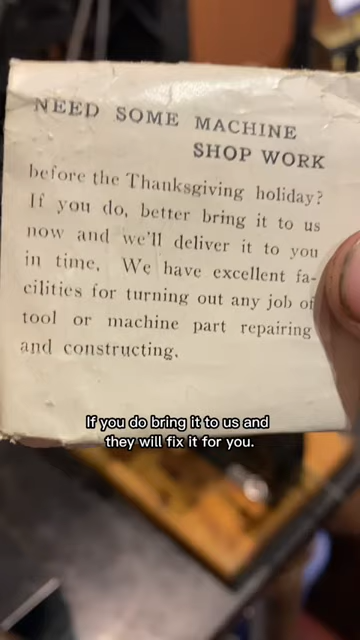 NEED SOME MACHINE
SHOP WORK
before the Thanksgiving holiday?
If you do, better bring it to us
now and we'll deliver it to you
in time. We have excellent fa-
cilities for turning out any job of
tool or machine part repairing
and constructing.
If you do bring it to us and
they will fix it for you.